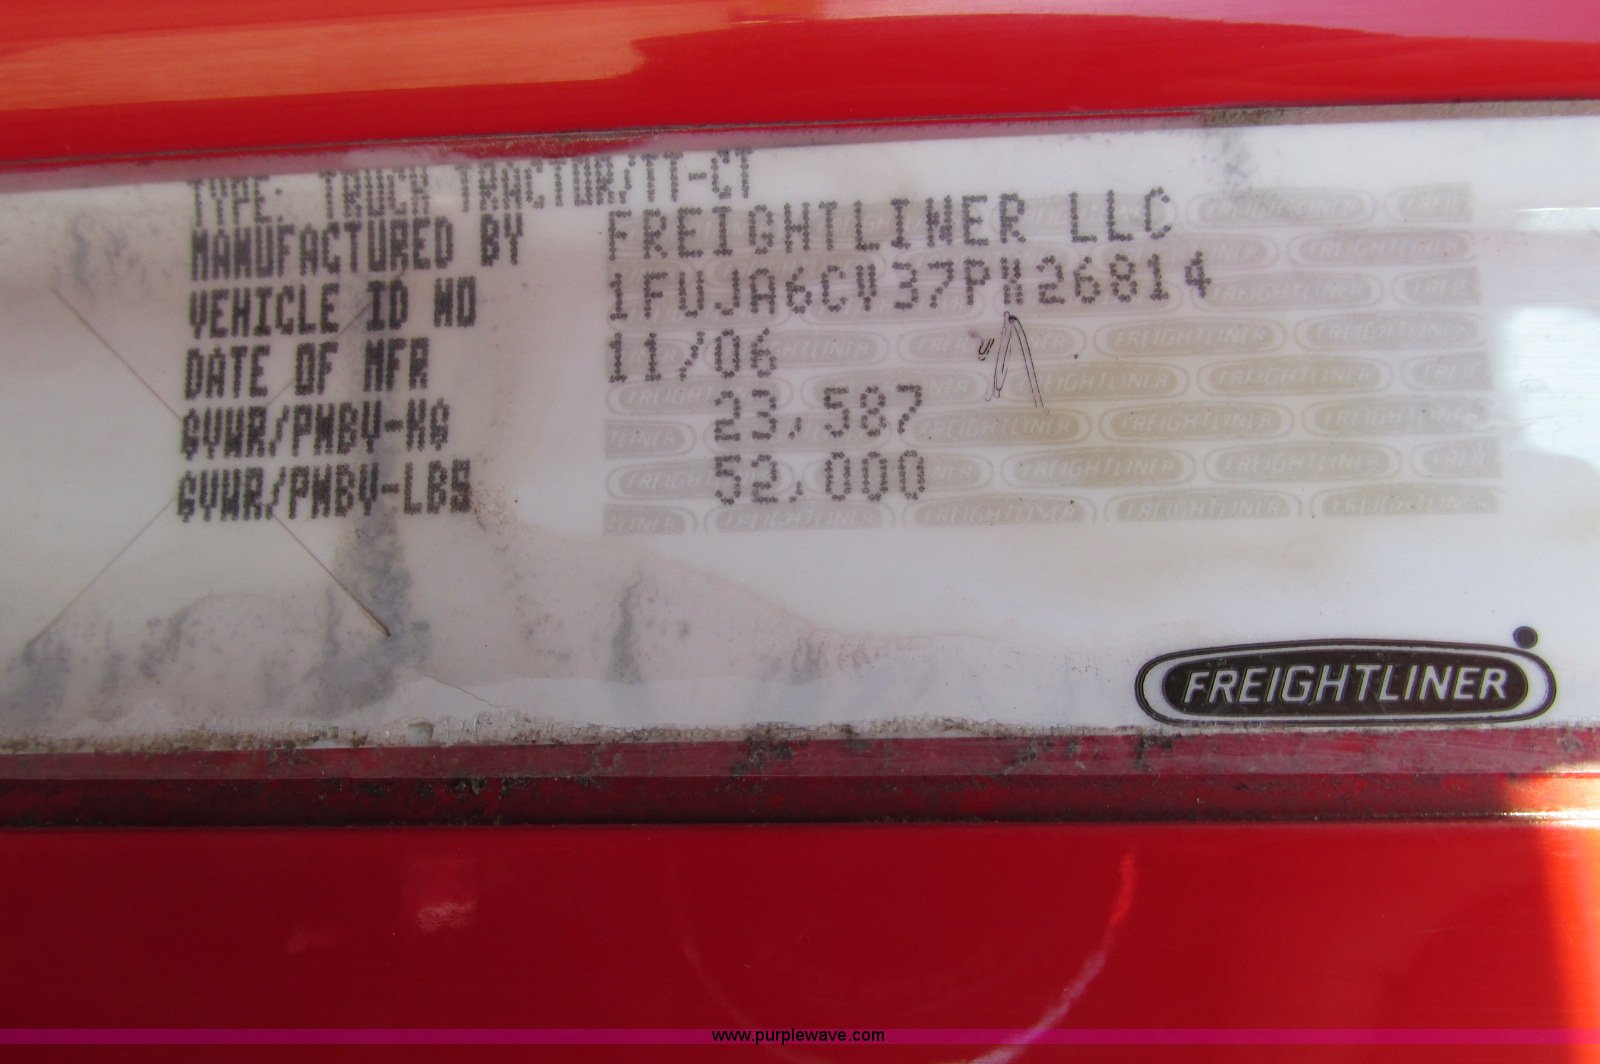 TYPE: TRUCK TRACTOR/TT-CT
MANUFACTURED BY FREIGHTLINER LLC
VEHICLE ID NO 1FUJA6CV37PX26814
DATE OF MFR 11/06
GVWR/PNBV-KG 23,587
GVWR/PNBV-LBS 52,000
FREIGHTLINER
www.purplewave.com